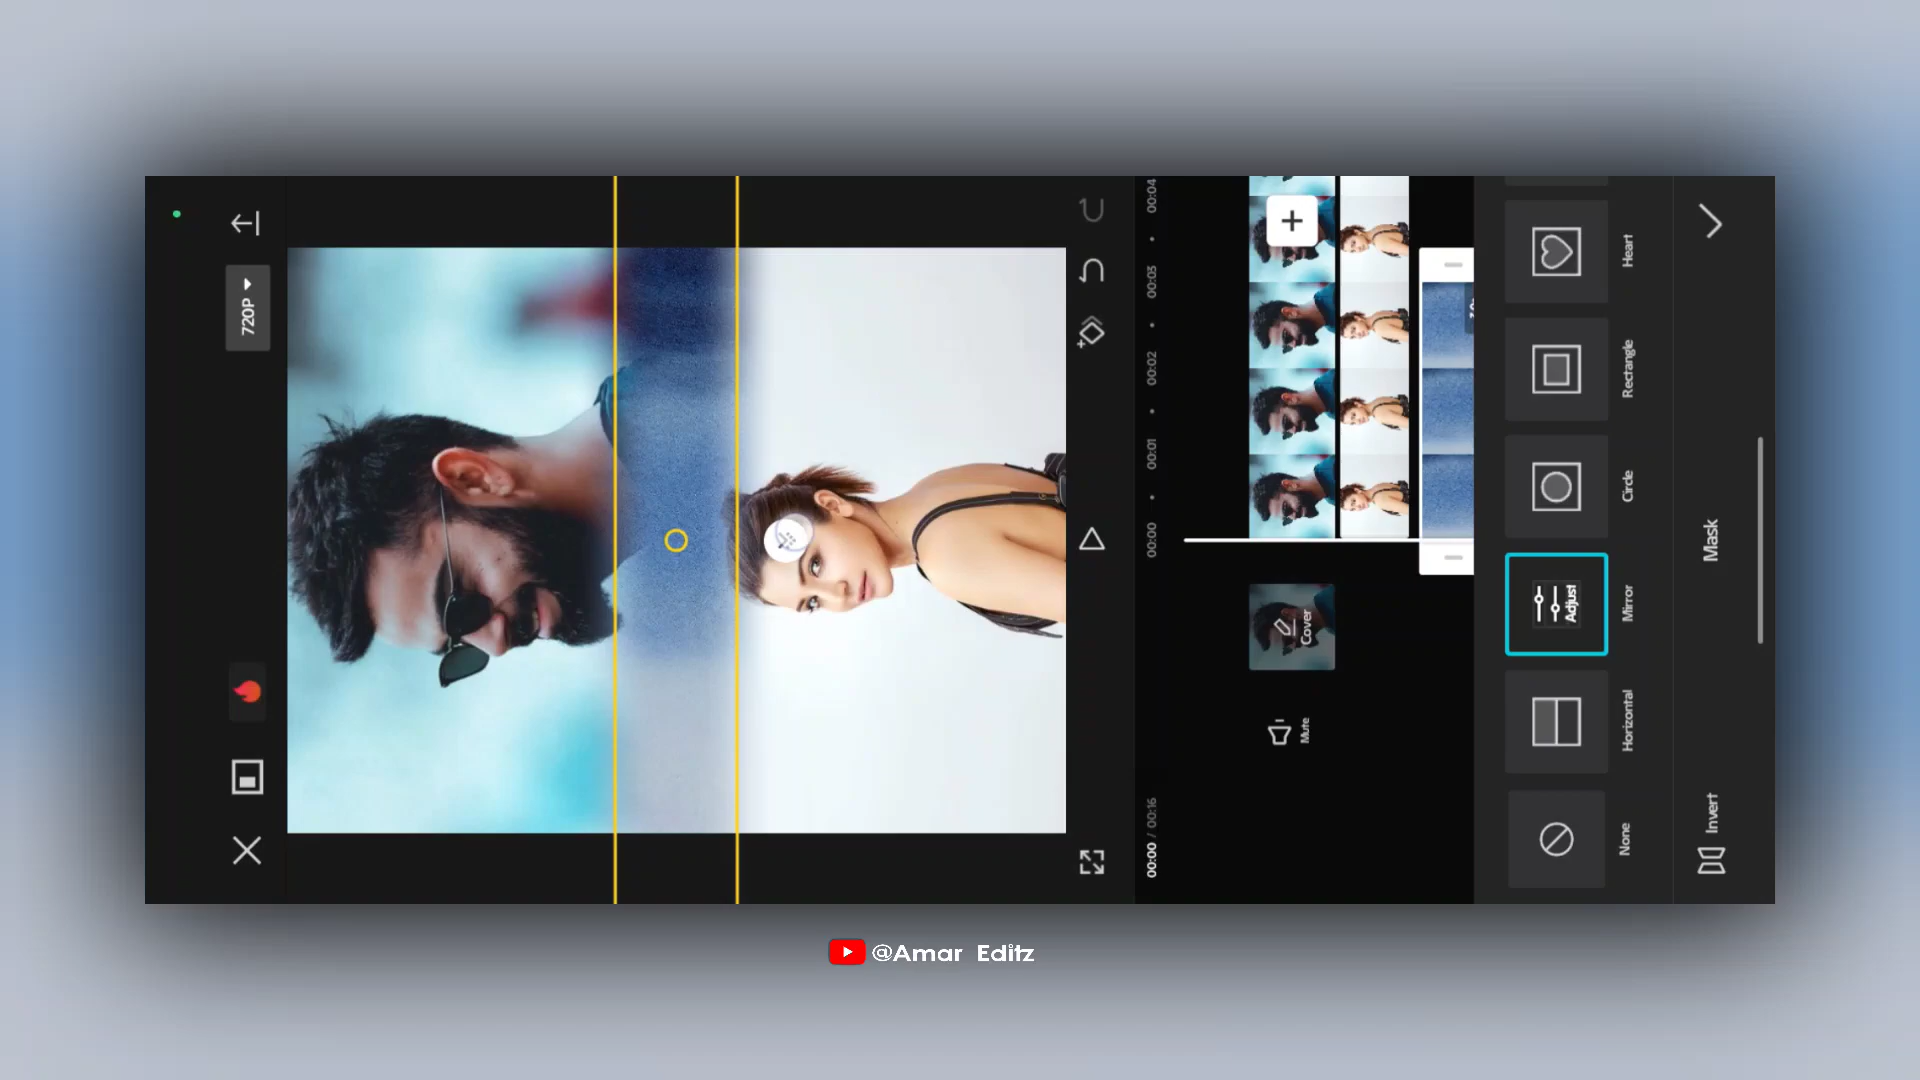 720P
Mute
Cover
00:00 / 00:16
00:00
00:01
00:02
00:03
00:04
Adjust
None
Horizontal
Mirror
Circle
Rectangle
Heart
Invert
Mask
@Amar Editz